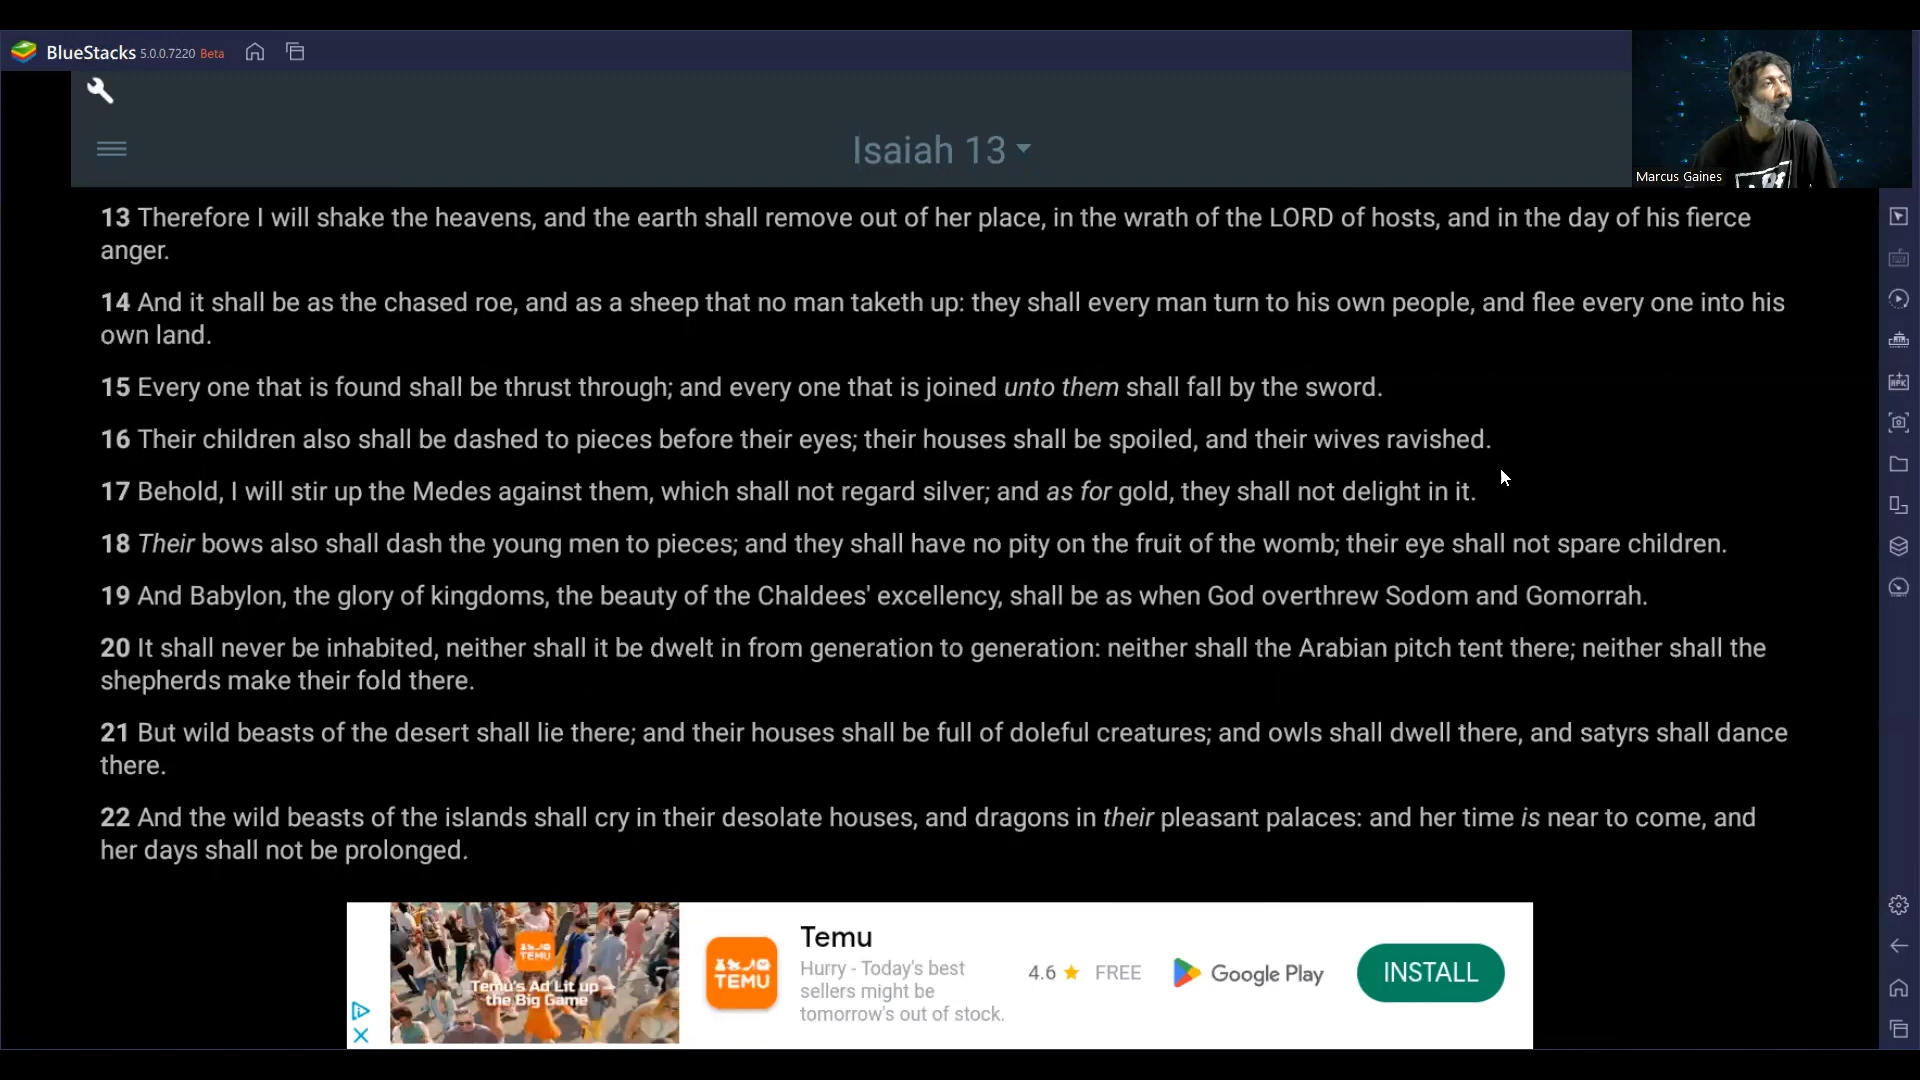 BlueStacks 5.0.0.7220 Beta
Isaiah 13
Marcus Gaines
13 Therefore I will shake the heavens, and the earth shall remove out of her place, in the wrath of the LORD of hosts, and in the day of his fierce
anger.
14 And it shall be as the chased roe, and as a sheep that no man taketh up: they shall every man turn to his own people, and flee every one into his
own land.
15 Every one that is found shall be thrust through; and every one that is joined unto them shall fall by the sword.
16 Their children also shall be dashed to pieces before their eyes; their houses shall be spoiled, and their wives ravished.
17 Behold, I will stir up the Medes against them, which shall not regard silver; and as for gold, they shall not delight in it.
18 Their bows also shall dash the young men to pieces; and they shall have no pity on the fruit of the womb; their eye shall not spare children.
19 And Babylon, the glory of kingdoms, the beauty of the Chaldees' excellency, shall be as when God overthrew Sodom and Gomorrah.
20 It shall never be inhabited, neither shall it be dwelt in from generation to generation: neither shall the Arabian pitch tent there; neither shall the
shepherds make their fold there.
21 But wild beasts of the desert shall lie there; and their houses shall be full of doleful creatures; and owls shall dwell there, and satyrs shall dance
there.
22 And the wild beasts of the islands shall cry in their desolate houses, and dragons in their pleasant palaces: and her time is near to come, and
her days shall not be prolonged.
TEMU
Temu's Ad Lit up
the Big Game
TEMU
Temu
Hurry - Today's best
sellers might be
tomorrow's out of stock.
4.6 FREE
Google Play
INSTALL